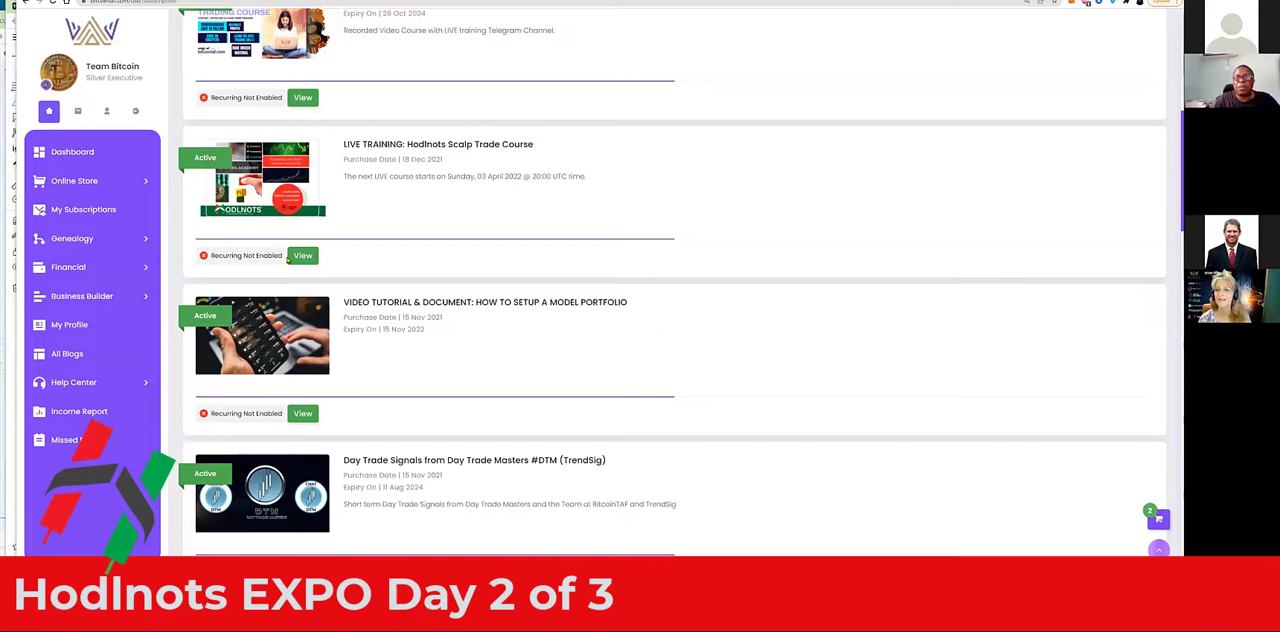 TRADING COURSE
Expiry On | 26 Oct 2024
Recorded Video Course with LIVE training Telegram Channel.
Recurring Not Enabled
View
Team Bitcoin
Silver Executive
Dashboard
Online Store
My Subscriptions
Genealogy
Financial
Business Builder
My Profile
All Blogs
Help Center
Income Report
Missed
Active
LIVE TRAINING: Hodlnots Scalp Trade Course
Purchase Date | 18 Dec 2021
The next LIVE course starts on Sunday, 03 April 2022 @ 20:00 UTC time.
Recurring Not Enabled
View
Active
VIDEO TUTORIAL & DOCUMENT: HOW TO SETUP A MODEL PORTFOLIO
Purchase Date | 15 Nov 2021
Expiry On | 15 Nov 2022
Recurring Not Enabled
View
Active
DTM
Day Trade Signals from Day Trade Masters #DTM (TrendSig)
Purchase Date | 15 Nov 2021
Expiry On | 11 Aug 2024
Short term Day Trade Signals from Day Trade Masters and the Team at BitcoinTAF and TrendSig
2
Hodlnots EXPO Day 2 of 3